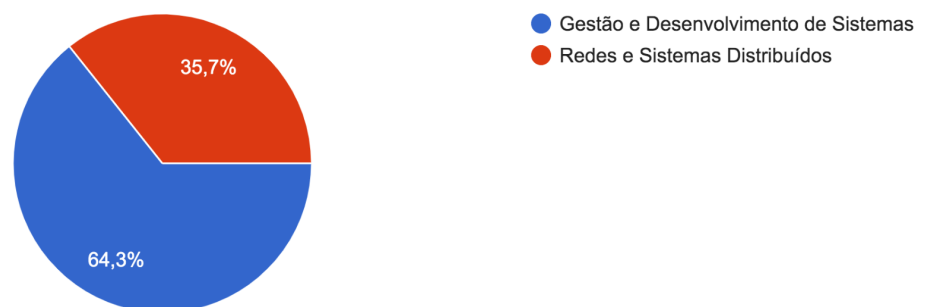 Gestão e Desenvolvimento de Sistemas
Redes e Sistemas Distribuídos
35,7%
64,3%